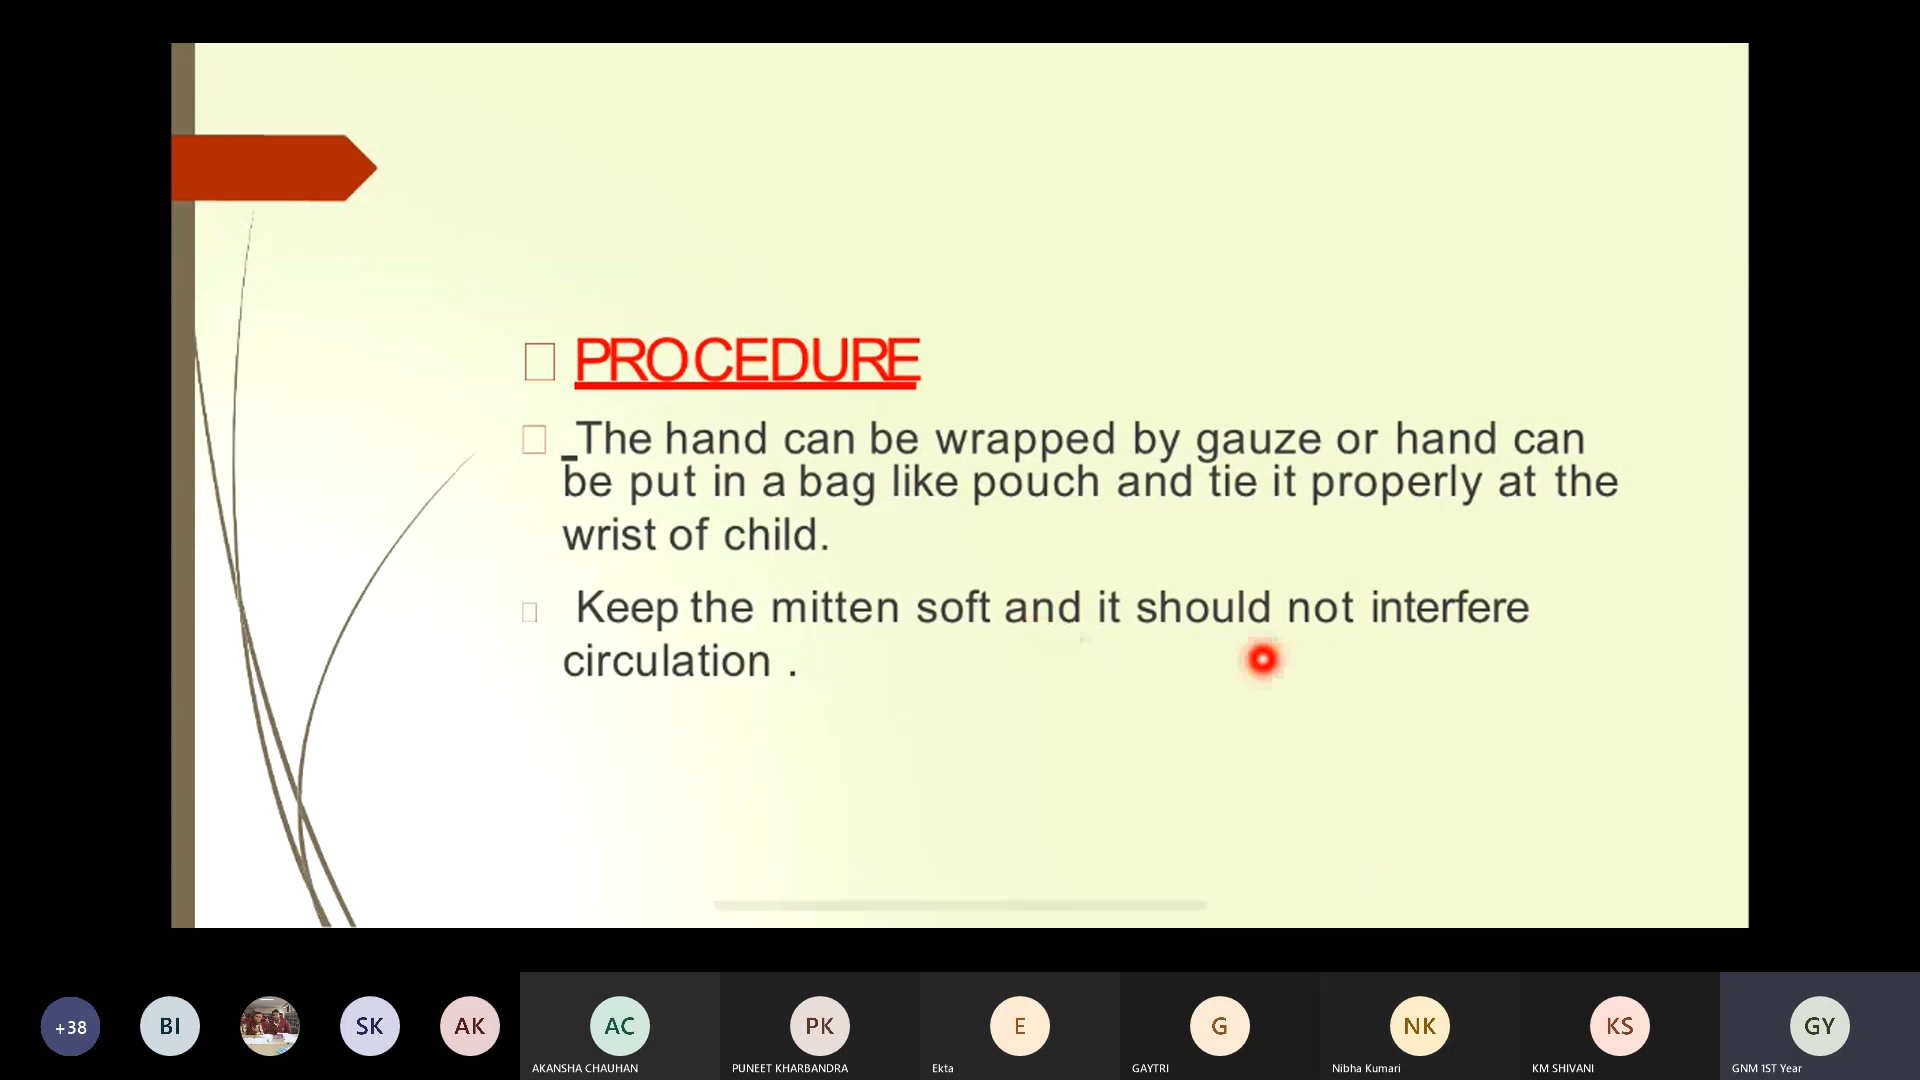 PROCEDURE
The hand can be wrapped by gauze or hand can
be put in a bag like pouch and tie it properly at the
wrist of child.
Keep the mitten soft and it should not interfere
circulation .
+38
BI
SK
AK
AC
PK
E
G
NK
KS
GY
AKANSHA CHAUHAN
PUNEET KHARBANDRA
Ekta
GAYTRI
Nibha Kumari
KM SHIVANI
GNM 1ST Year